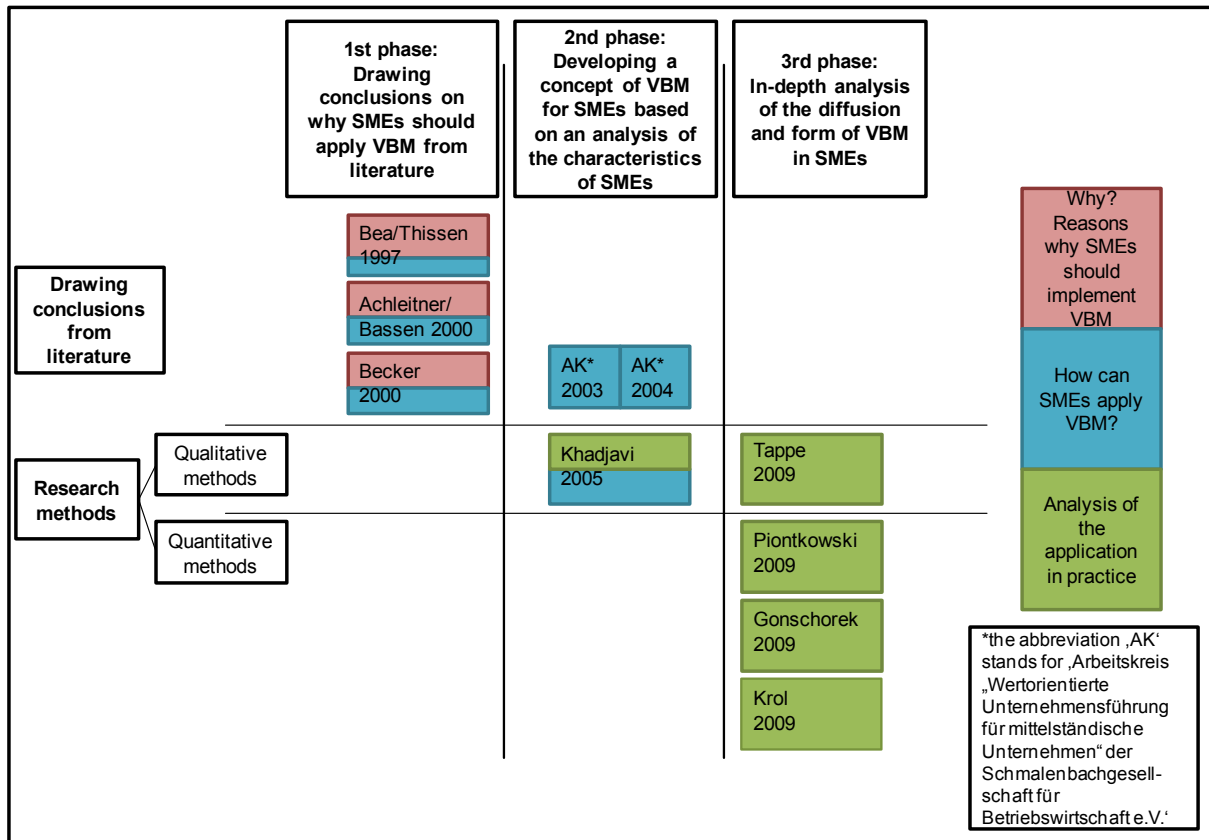 1st phase:
Drawing
conclusions on
why SMEs should
apply VBM from
literature
2nd phase:
Developing a
concept of VBM
for SMEs based
on an analysis of
the characteristics
of SMEs
3rd phase:
In-depth analysis
of the diffusion
and form of VBM
in SMEs
Drawing
conclusions
from
literature
Bea/Thissen
1997
Achleitner/
Bassen 2000
Becker
2000
AK*
2003
AK*
2004
Research
methods
Qualitative
methods
Khadjavi
2005
Tappe
2009
Quantitative
methods
Piontkowski
2009
Gonschorek
2009
Krol
2009
Why?
Reasons
why SMEs
should
implement
VBM
How can
SMEs apply
VBM?
Analysis of
the
application
in practice
*the abbreviation ‚AK‘
stands for ‚Arbeitskreis
„Wertorientierte
Unternehmensführung
für mittelständische
Unternehmen“ der
Schmalenbachgesell-
schaft für
Betriebswirtschaft e.V.‘